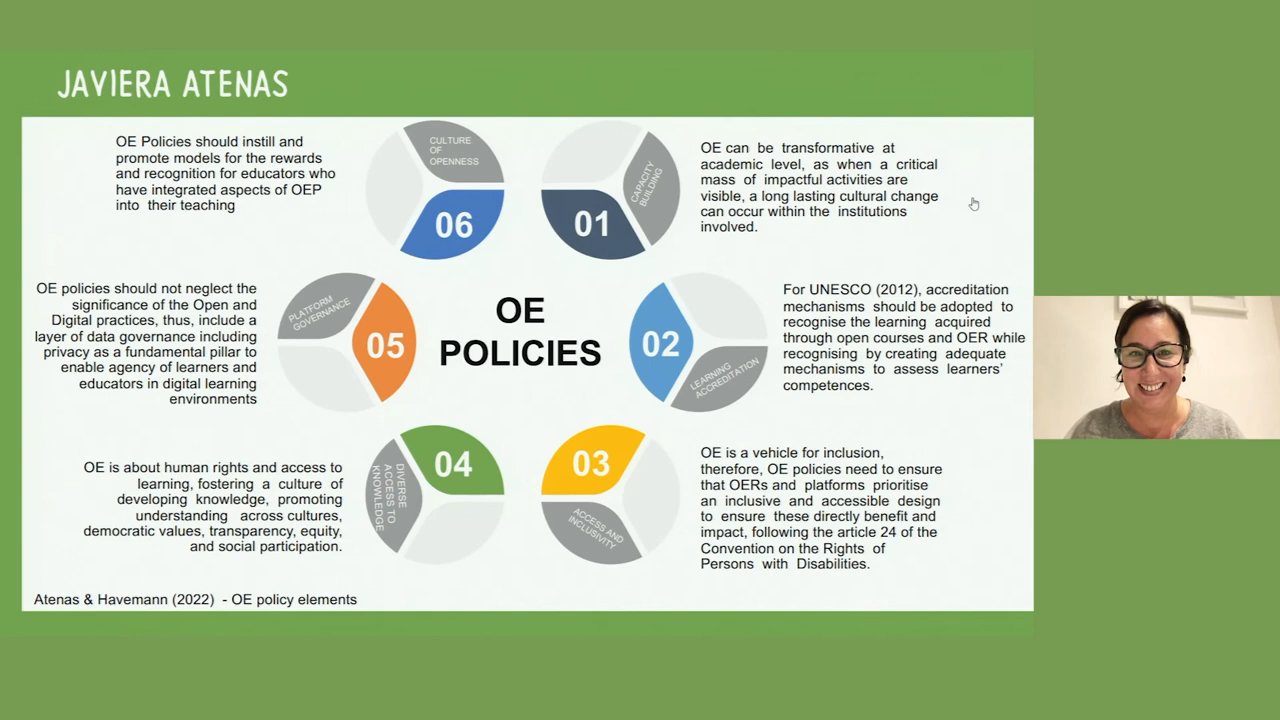 JAVIERA ATENAS
OE Policies should instill and
promote models for the rewards
and recognition for educators who
have integrated aspects of OEP
into their teaching
CULTURE
OF
OPENNESS
06
CAPACITY
BUILDING
01
OE can be transformative at
academic level, as when a critical
mass of impactful activities are
visible, a long lasting cultural change
can occur within the institutions
involved.
OE policies should not neglect the
significance of the Open and
Digital practices, thus, include a
layer of data governance including
privacy as a fundamental pillar to
enable agency of learners and
educators in digital learning
environments
PLATFORM
GOVERNANCE
05
OE
POLICIES
02
LEARNING
ACCREDITATION
For UNESCO (2012), accreditation
mechanisms should be adopted to
recognise the learning acquired
through open courses and OER while
recognising by creating adequate
mechanisms to assess learners'
competences.
OE is about human rights and access to
learning, fostering a culture of
developing knowledge, promoting
understanding across cultures,
democratic values, transparency, equity,
and social participation.
DIVERSE
ACCESS TO
KNOWLEDGE
04
03
ACCESS AND
INCLUSIVITY
OE is a vehicle for inclusion,
therefore, OE policies need to ensure
that OERs and platforms prioritise
an inclusive and accessible design
to ensure these directly benefit and
impact, following the article 24 of the
Convention on the Rights of
Persons with Disabilities.
Atenas & Havemann (2022) - OE policy elements